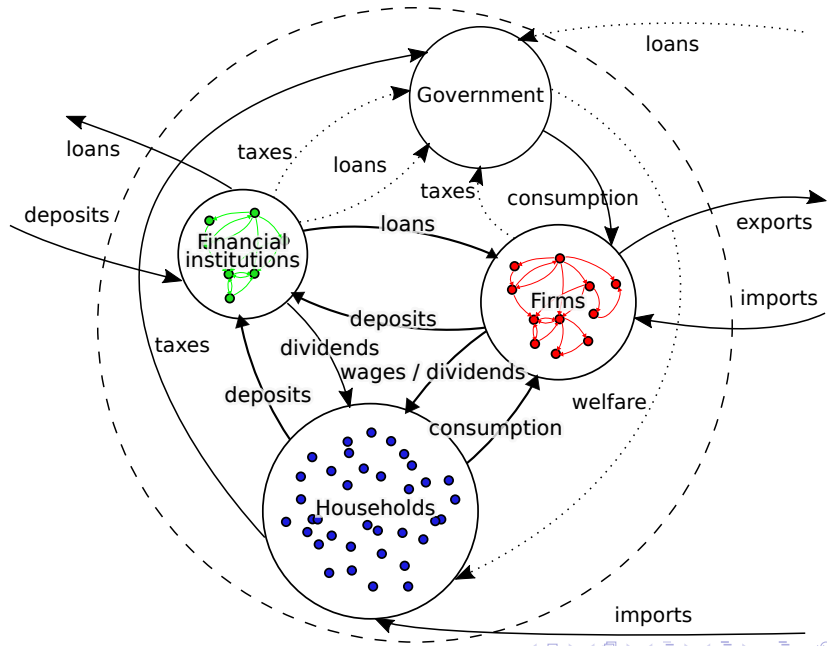 loans
Government
loans
taxes
loans
taxes
consumption
deposits
loans
exports
Financial
institutions
Firms
imports
deposits
taxes
dividends
wages / dividends
deposits
welfare
consumption
Households
imports